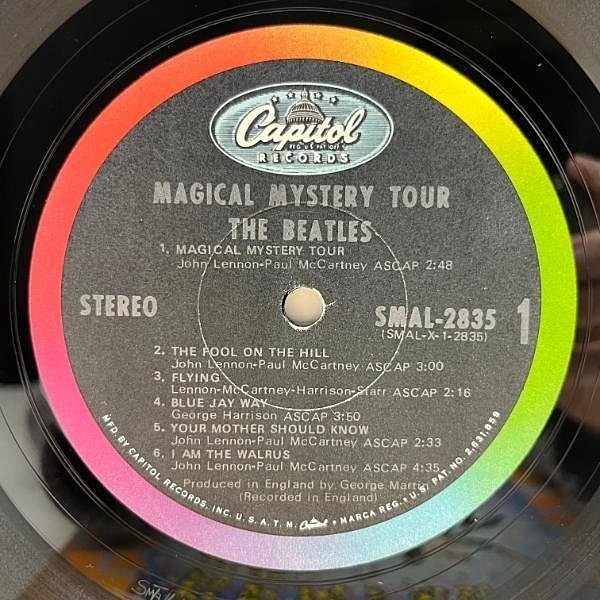 Capitol
REG. U.S. PAT. OFF.
RECORDS
MAGICAL MYSTERY TOUR
THE BEATLES
1. MAGICAL MYSTERY TOUR
John Lennon-Paul McCartney ASCAP 2:48
STEREO
SMAL-2835 1
(SMAL-X-1-2835)
2. THE FOOL ON THE HILL
John Lennon-Paul McCartney ASCAP 3:00
3. FLYING
Lennon-McCartney-Harrison-Starr ASCAP 2:16
4. BLUE JAY WAY
George Harrison ASCAP 3:50
5. YOUR MOTHER SHOULD KNOW
John Lennon-Paul McCartney ASCAP 2:33
6. I AM THE WALRUS
John Lennon-Paul McCartney ASCAP 4:35
Produced in England by George Martin
(Recorded in England)
MFD. BY CAPITOL RECORDS, INC. U.S.A. T.M. Capitol • MARCA REG. • U.S. PAT. NO. 2,631,859